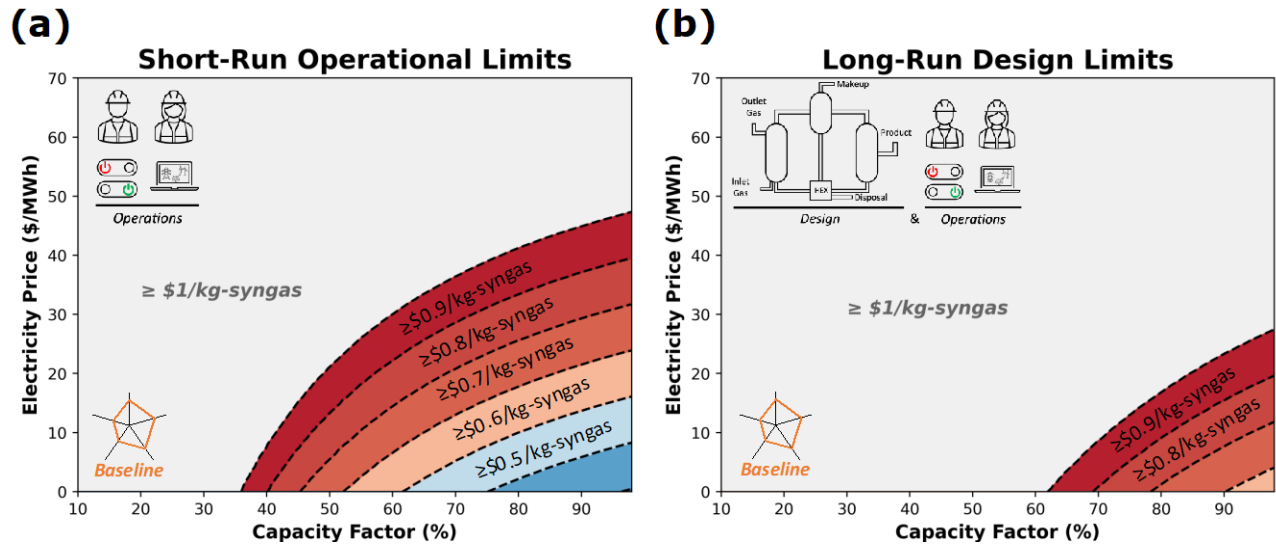 (a)
Short-Run Operational Limits
Electricity Price ($/MWh)
70
60
50
40
30
20
10
0
Operations
≥ $1/kg-syngas
≥$0.9/kg-syngas
≥$0.8/kg-syngas
≥$0.7/kg-syngas
≥$0.6/kg-syngas
≥$0.5/kg-syngas
Baseline
10 20 30 40 50 60 70 80 90
Capacity Factor (%)
(b)
Long-Run Design Limits
Electricity Price ($/MWh)
70
60
50
40
30
20
10
0
Makeup
Outlet
Gas
Product
Inlet
Gas
HEX
Disposal
Design & Operations
≥ $1/kg-syngas
≥$0.9/kg-syngas
≥$0.8/kg-syngas
Baseline
10 20 30 40 50 60 70 80 90
Capacity Factor (%)